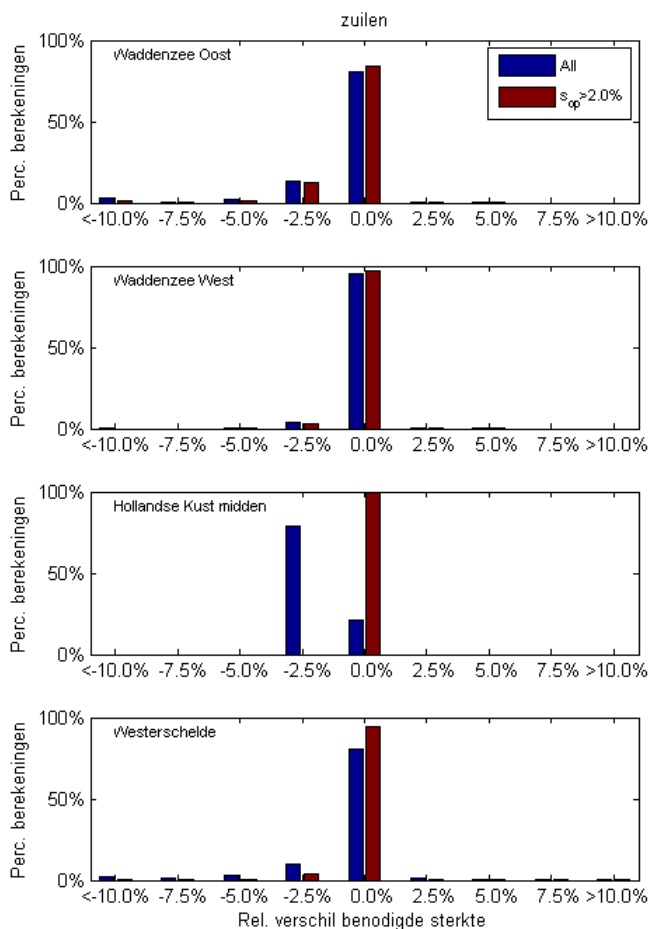 zuilen
100%
Waddenzee Oost
All
s_op>2.0%
50%
0%
Perc. berekeningen
<-10.0% -7.5% -5.0% -2.5% 0.0% 2.5% 5.0% 7.5% >10.0%
100%
Waddenzee West
50%
0%
Perc. berekeningen
<-10.0% -7.5% -5.0% -2.5% 0.0% 2.5% 5.0% 7.5% >10.0%
100%
Hollandse Kust midden
50%
0%
Perc. berekeningen
<-10.0% -7.5% -5.0% -2.5% 0.0% 2.5% 5.0% 7.5% >10.0%
100%
Westerschelde
50%
0%
Perc. berekeningen
<-10.0% -7.5% -5.0% -2.5% 0.0% 2.5% 5.0% 7.5% >10.0%
Rel. verschil benodigde sterkte